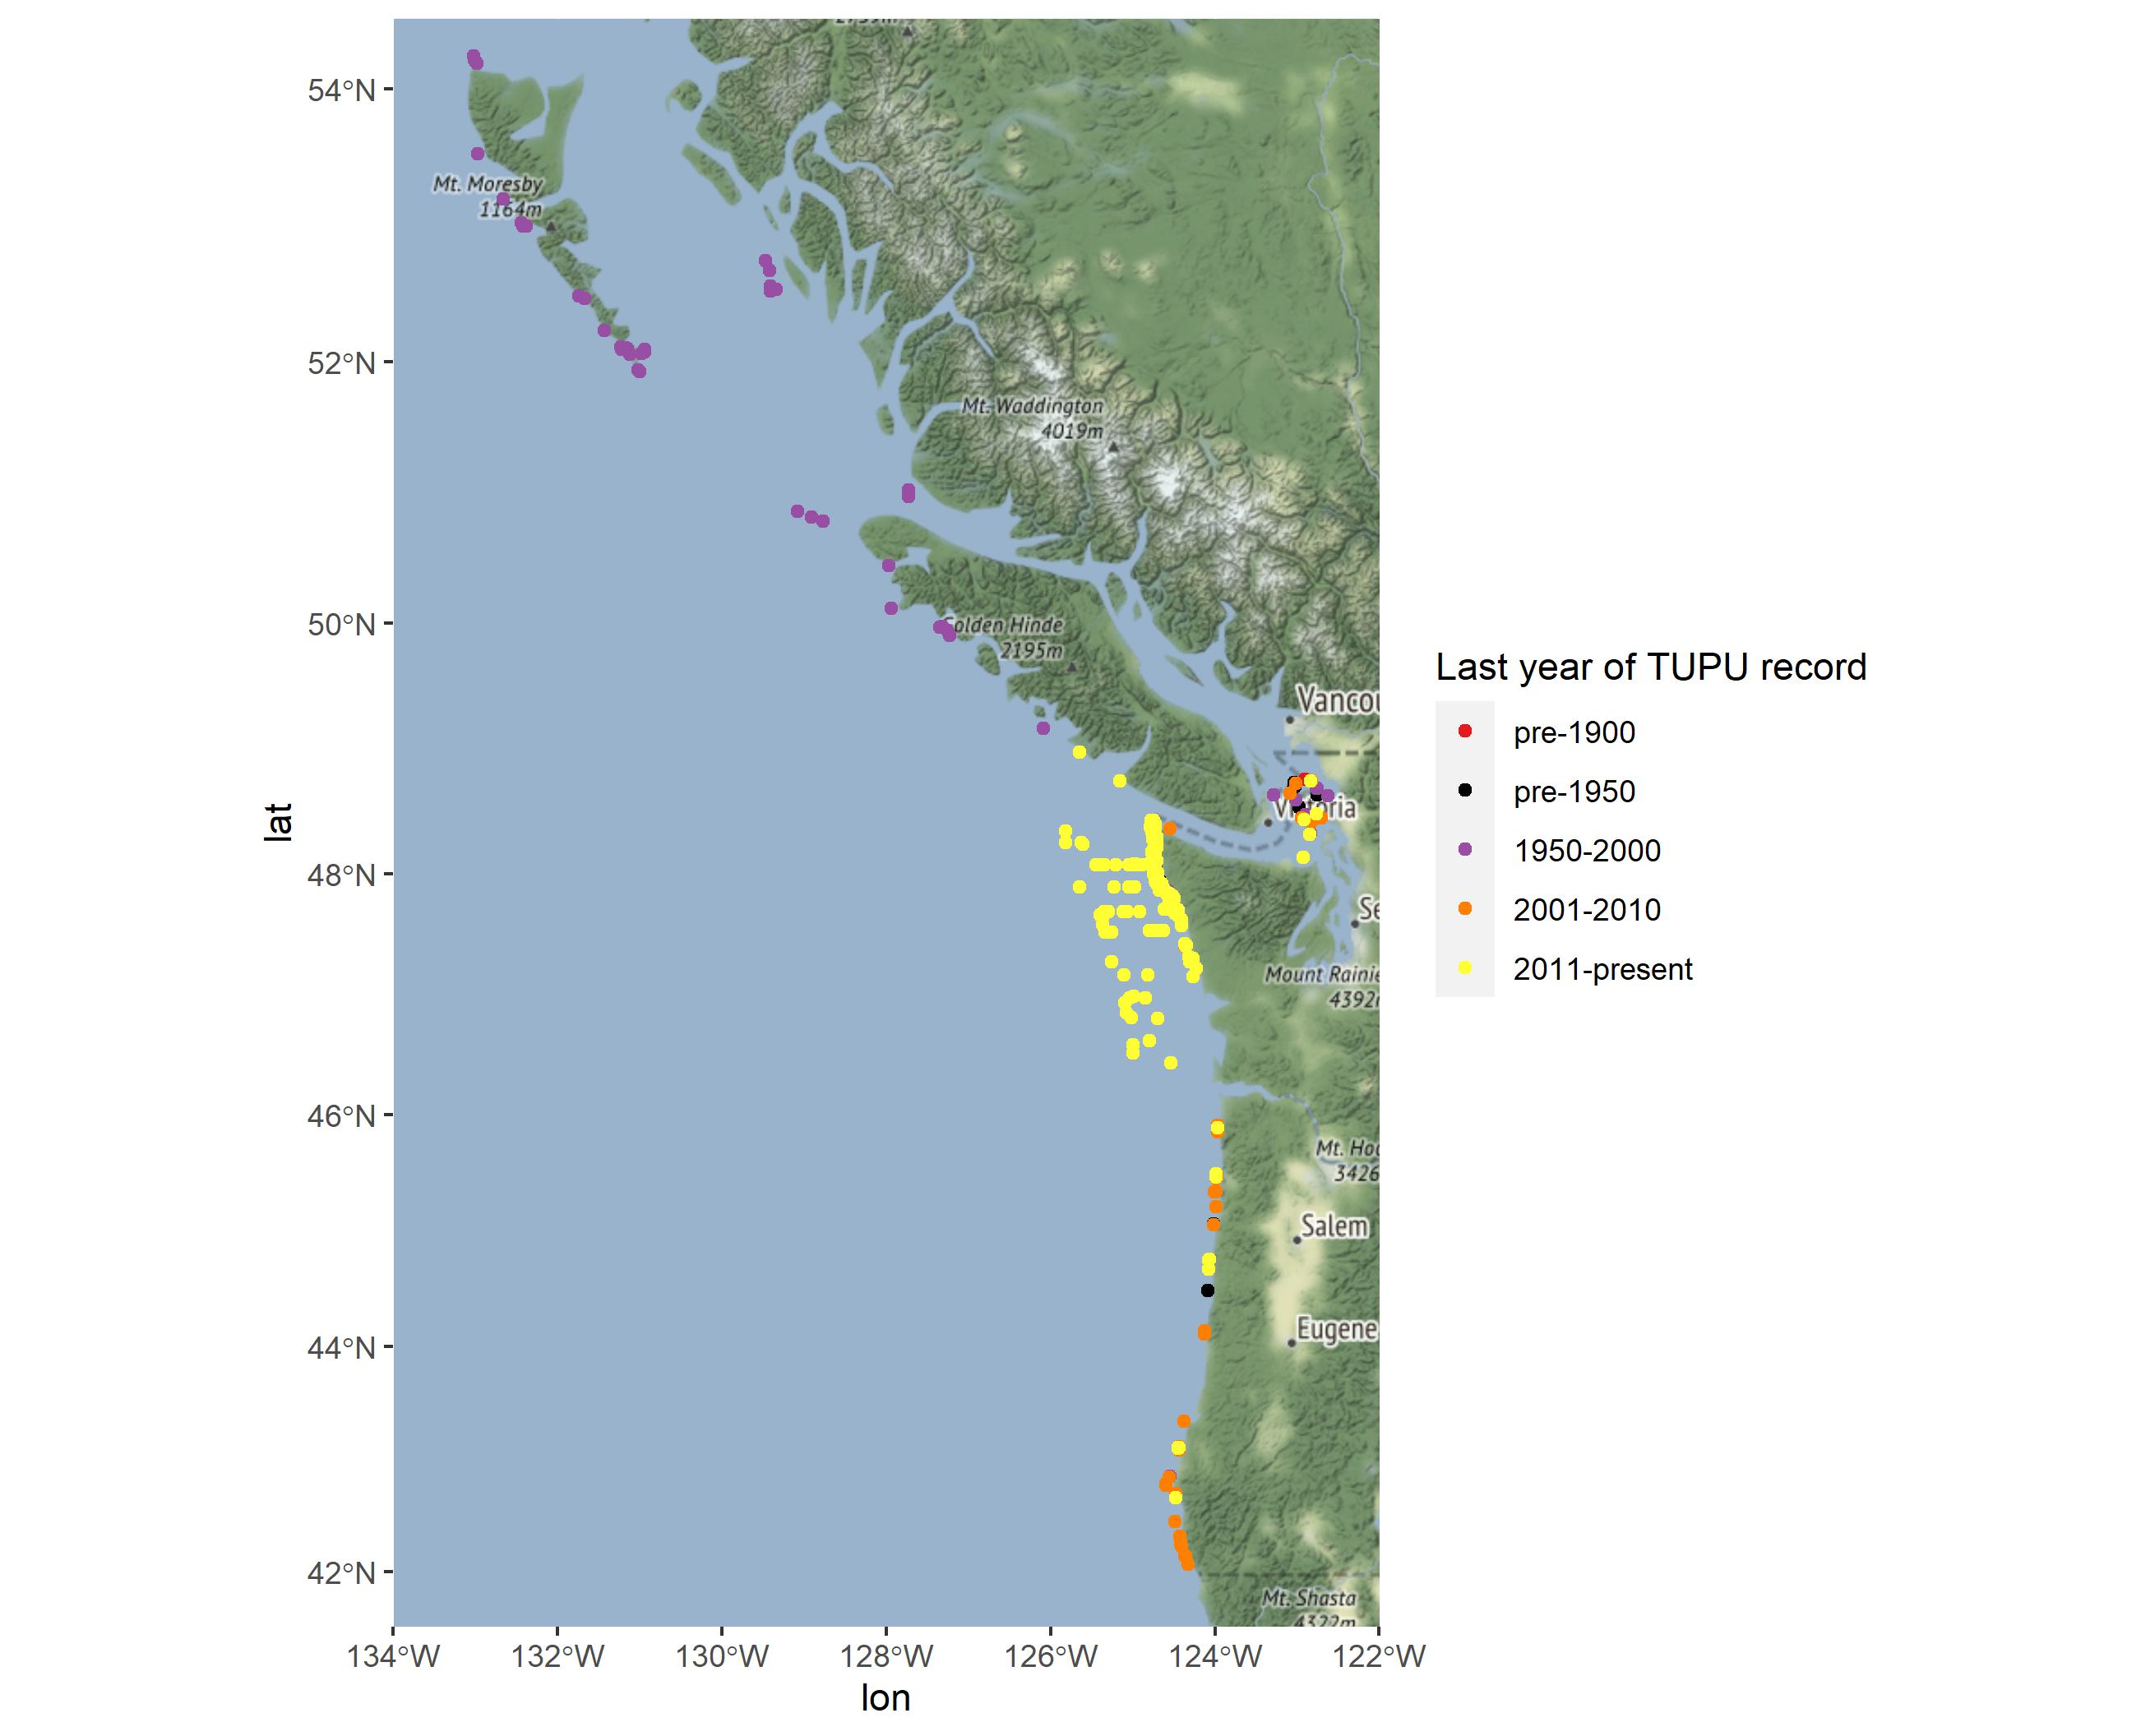 54°N
52°N
50°N
48°N
46°N
44°N
42°N
lat
134°W 132°W 130°W 128°W 126°W 124°W 122°W
lon
Mt. Moresby
1164m
Mt. Waddington
4019m
Golden Hinde
2195m
Vancou
Victoria
Se
Mount Rainie
4392m
Mt. Hoo
3426
Salem
Eugene
Mt. Shasta
4322m
Last year of TUPU record
pre-1900
pre-1950
1950-2000
2001-2010
2011-present